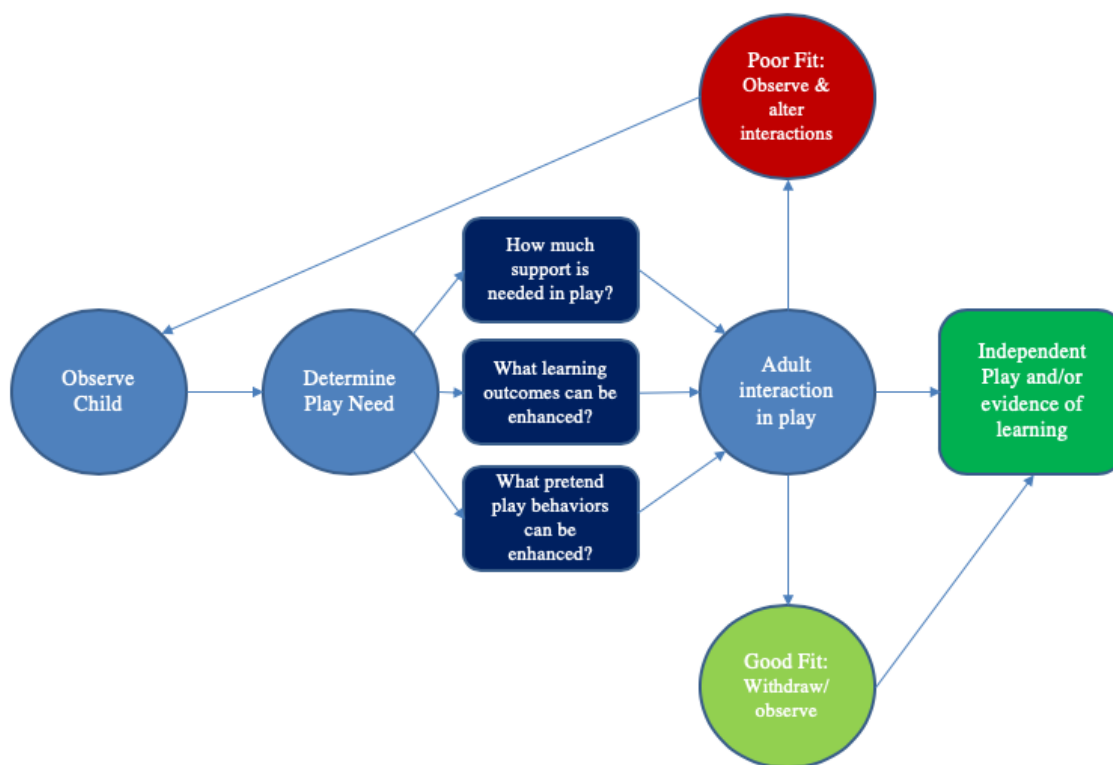 Poor Fit:
Observe &
alter
interactions
How much
support is
needed in play?
Observe
Child
Determine
Play Need
What learning
outcomes can be
enhanced?
Adult
interaction
in play
Independent
Play and/or
evidence of
learning
What pretend
play behaviors
can be
enhanced?
Good Fit:
Withdraw/
observe